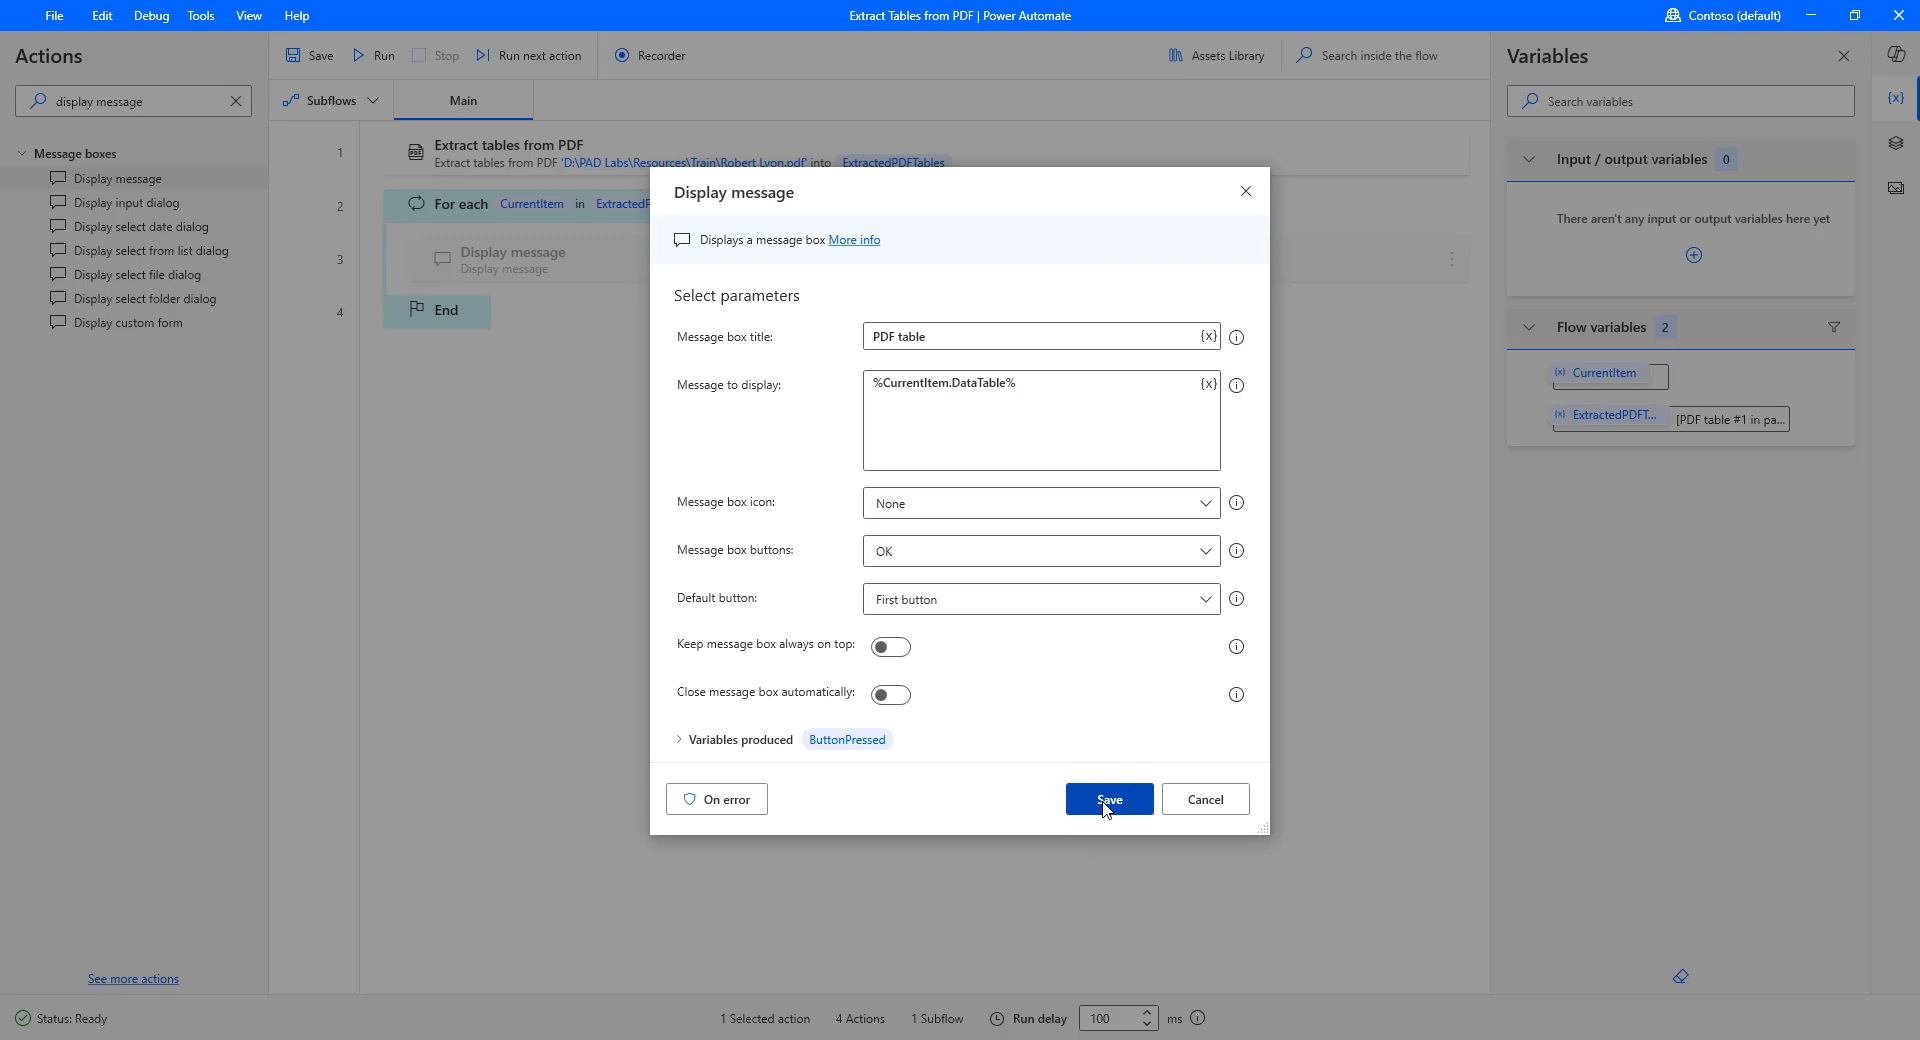 File Edit Debug Tools View Help
Extract Tables from PDF | Power Automate
Contoso (default)
Actions
Save Run Stop Run next action Recorder
Assets Library Search inside the flow
Variables
display message
Subflows Main
Search variables
Message boxes
Display message
Display input dialog
Display select date dialog
Display select from list dialog
Display select file dialog
Display select folder dialog
Display custom form
See more actions
1
Extract tables from PDF
Extract tables from PDF 'D:\PAD Labs\Resources\Train\Robert Lyon.pdf' into ExtractedPDFTables
2
For each CurrentItem in ExtractedP
3
Display message
Display message
4
End
Display message
Displays a message box More info
Select parameters
Message box title: PDF table {x}
Message to display: %CurrentItem.DataTable% {x}
Message box icon: None
Message box buttons: OK
Default button: First button
Keep message box always on top:
Close message box automatically:
Variables produced ButtonPressed
On error Save Cancel
Input / output variables 0
There aren't any input or output variables here yet
Flow variables 2
(x) CurrentItem
(x) ExtractedPDFT... [PDF table #1 in pa...
{x}
Status: Ready
1 Selected action 4 Actions 1 Subflow Run delay 100 ms